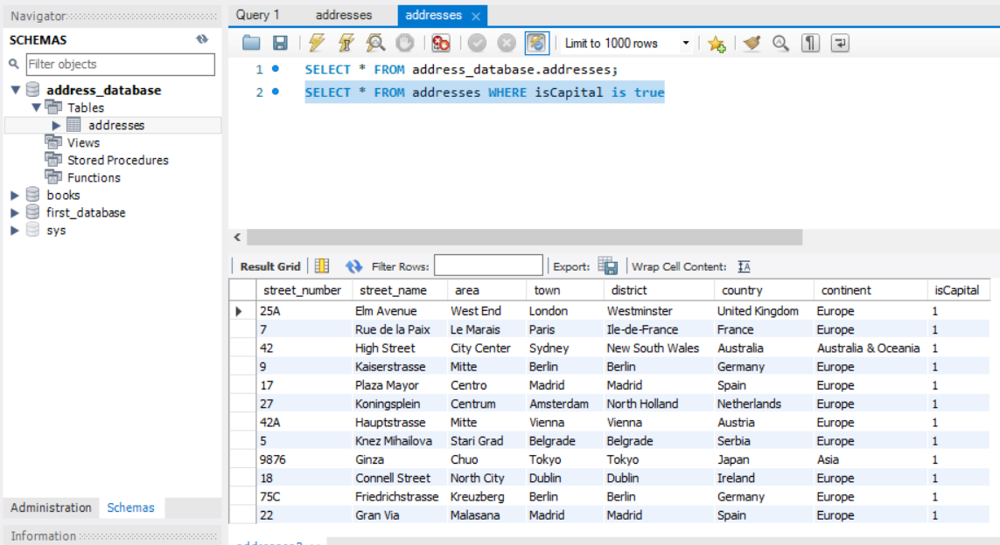 Navigator
SCHEMAS
Filter objects
address_database
Tables
addresses
Views
Stored Procedures
Functions
books
first_database
sys
Administration Schemas
Information
Query 1 addresses addresses
Limit to 1000 rows
1 SELECT * FROM address_database.addresses;
2 SELECT * FROM addresses WHERE isCapital is true
Result Grid Filter Rows: Export: Wrap Cell Content:
street_number street_name area town district country continent isCapital
25A Elm Avenue West End London Westminster United Kingdom Europe 1
7 Rue de la Paix Le Marais Paris Ile-de-France France Europe 1
42 High Street City Center Sydney New South Wales Australia Australia & Oceania 1
9 Kaiserstrasse Mitte Berlin Berlin Germany Europe 1
17 Plaza Mayor Centro Madrid Madrid Spain Europe 1
27 Koningsplein Centrum Amsterdam North Holland Netherlands Europe 1
42A Hauptstrasse Mitte Vienna Vienna Austria Europe 1
5 Knez Mihailova Stari Grad Belgrade Belgrade Serbia Europe 1
9876 Ginza Chuo Tokyo Tokyo Japan Asia 1
18 Connell Street North City Dublin Dublin Ireland Europe 1
75C Friedrichstrasse Kreuzberg Berlin Berlin Germany Europe 1
22 Gran Via Malasana Madrid Madrid Spain Europe 1